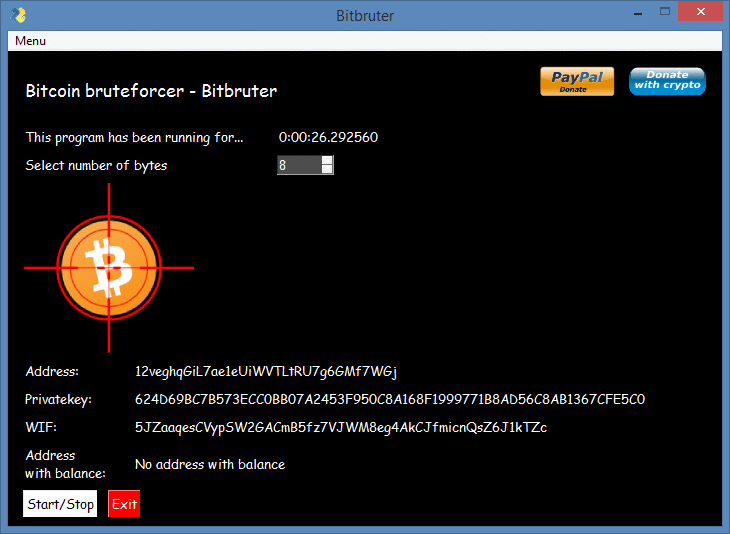 Bitbruter
Menu
PayPal
Donate
Donate
with crypto
Bitcoin bruteforcer - Bitbruter
This program has been running for... 0:00:26.292560
Select number of bytes 8
Address: 12veghqGiL7ae1eUiWVTLtRU7g6GMf7WGj
Privatekey: 624D69BC7B573ECC0BB07A2453F950C8A168F1999771B8AD56C8AB1367CFE5C0
WIF: 5JZaaqesCVypSW2GACmB5fz7VJWM8eg4AkCJfmicnQsZ6J1kTZc
Address
with balance: No address with balance
Start/Stop Exit